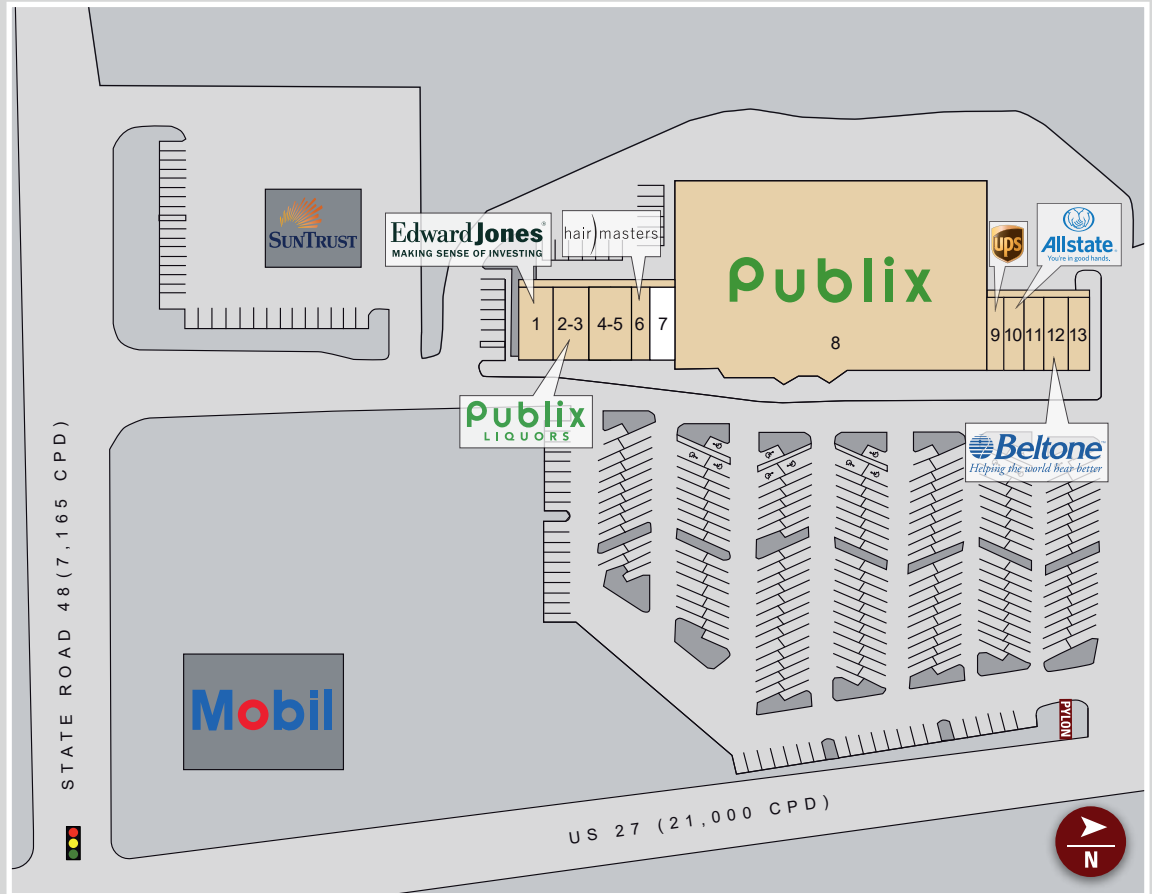 SUNTRUST
Edward Jones®
MAKING SENSE OF INVESTING
hair)masters
Publix
ups
Allstate
You're in good hands.
1
2-3
4-5
6
7
8
9
10
11
12
13
Publix
LIQUORS
Beltone™
Helping the world hear better
STATE ROAD 48(7,165 CPD)
Mobil
PYLON
US 27 (21,000 CPD)
N